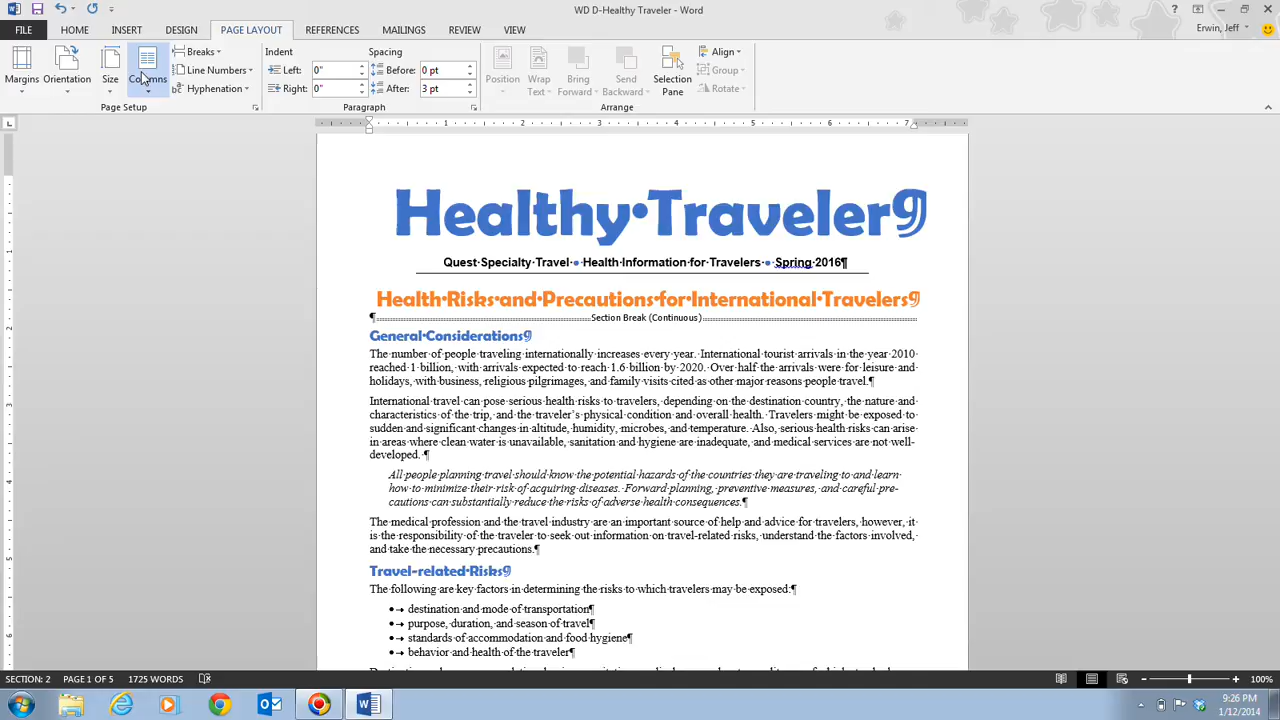 WD D-Healthy Traveler - Word
FILE HOME INSERT DESIGN PAGE LAYOUT REFERENCES MAILINGS REVIEW VIEW Erwin, Jeff
Margins Orientation Size Columns
Breaks
Line Numbers
Hyphenation
Page Setup
Indent Spacing
Left: 0" Before: 0 pt
Right: 0" After: 3 pt
Paragraph
Position Wrap Text Bring Forward Send Backward Selection Pane
Align
Group
Rotate
Arrange
1 2 3 4 5 6 7
Healthy·Traveler¶
Quest·Specialty·Travel·●·Health·Information·for·Travelers·●·Spring·2016¶
Health·Risks·and·Precautions·for·International·Travelers¶
¶ Section Break (Continuous)
General·Considerations¶
The·number·of·people·traveling·internationally·increases·every·year.·International·tourist·arrivals·in·the·year·2010·
reached·1·billion,·with·arrivals·expected·to·reach·1.6·billion·by·2020.·Over·half·the·arrivals·were·for·leisure·and·
holidays,·with·business,·religious·pilgrimages,·and·family·visits·cited·as·other·major·reasons·people·travel.¶
International·travel·can·pose·serious·health·risks·to·travelers,·depending·on·the·destination·country,·the·nature·and·
characteristics·of·the·trip,·and·the·traveler's·physical·condition·and·overall·health.·Travelers·might·be·exposed·to·
sudden·and·significant·changes·in·altitude,·humidity,·microbes,·and·temperature.·Also,·serious·health·risks·can·arise·
in·areas·where·clean·water·is·unavailable,·sanitation·and·hygiene·are·inadequate,·and·medical·services·are·not·well-
developed.·¶
All·people·planning·travel·should·know·the·potential·hazards·of·the·countries·they·are·traveling·to·and·learn·
how·to·minimize·their·risk·of·acquiring·diseases.·Forward·planning,·preventive·measures,·and·careful·pre-
cautions·can·substantially·reduce·the·risks·of·adverse·health·consequences.¶
The·medical·profession·and·the·travel·industry·are·an·important·source·of·help·and·advice·for·travelers,·however,·it·
is·the·responsibility·of·the·traveler·to·seek·out·information·on·travel-related·risks,·understand·the·factors·involved,·
and·take·the·necessary·precautions.¶
Travel-related·Risks¶
The·following·are·key·factors·in·determining·the·risks·to·which·travelers·may·be·exposed:¶
•→destination·and·mode·of·transportation¶
•→purpose,·duration,·and·season·of·travel¶
•→standards·of·accommodation·and·food·hygiene¶
•→behavior·and·health·of·the·traveler¶
SECTION: 2 PAGE 1 OF 5 1725 WORDS 100%
9:26 PM
1/12/2014